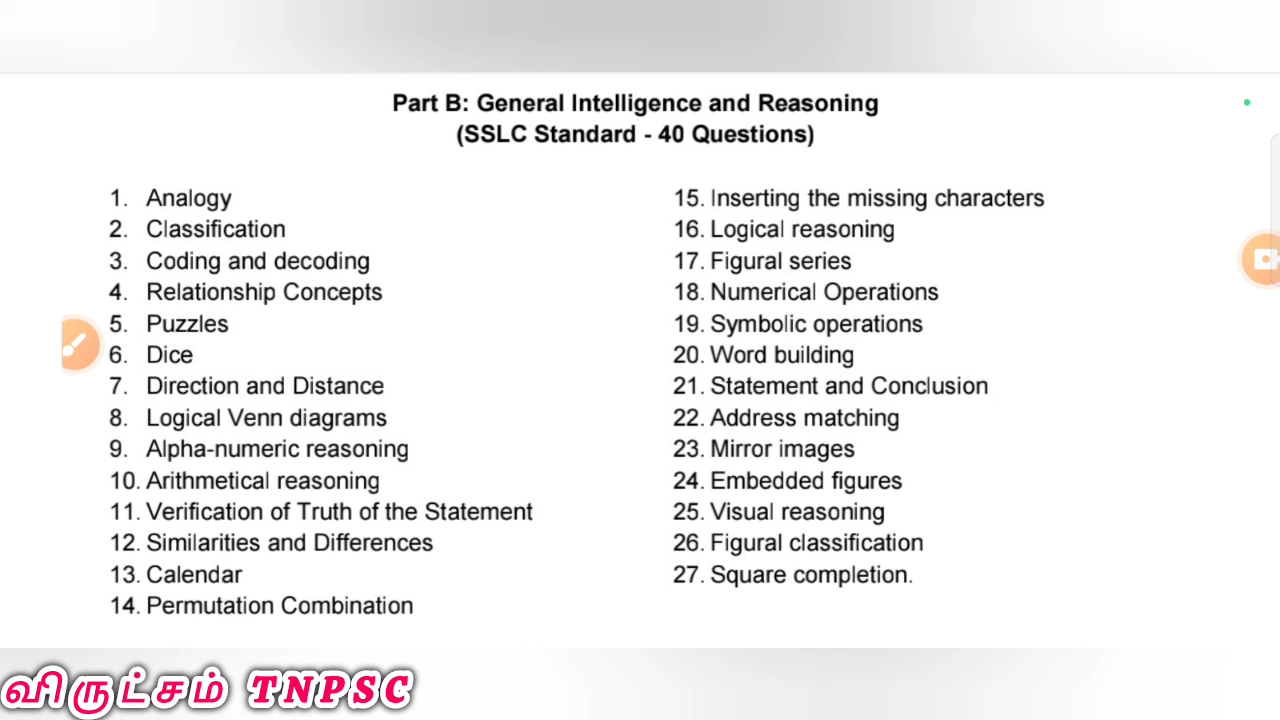 Part B: General Intelligence and Reasoning
(SSLC Standard - 40 Questions)
1. Analogy
2. Classification
3. Coding and decoding
4. Relationship Concepts
5. Puzzles
6. Dice
7. Direction and Distance
8. Logical Venn diagrams
9. Alpha-numeric reasoning
10. Arithmetical reasoning
11. Verification of Truth of the Statement
12. Similarities and Differences
13. Calendar
14. Permutation Combination
15. Inserting the missing characters
16. Logical reasoning
17. Figural series
18. Numerical Operations
19. Symbolic operations
20. Word building
21. Statement and Conclusion
22. Address matching
23. Mirror images
24. Embedded figures
25. Visual reasoning
26. Figural classification
27. Square completion.
விருட்சம் TNPSC